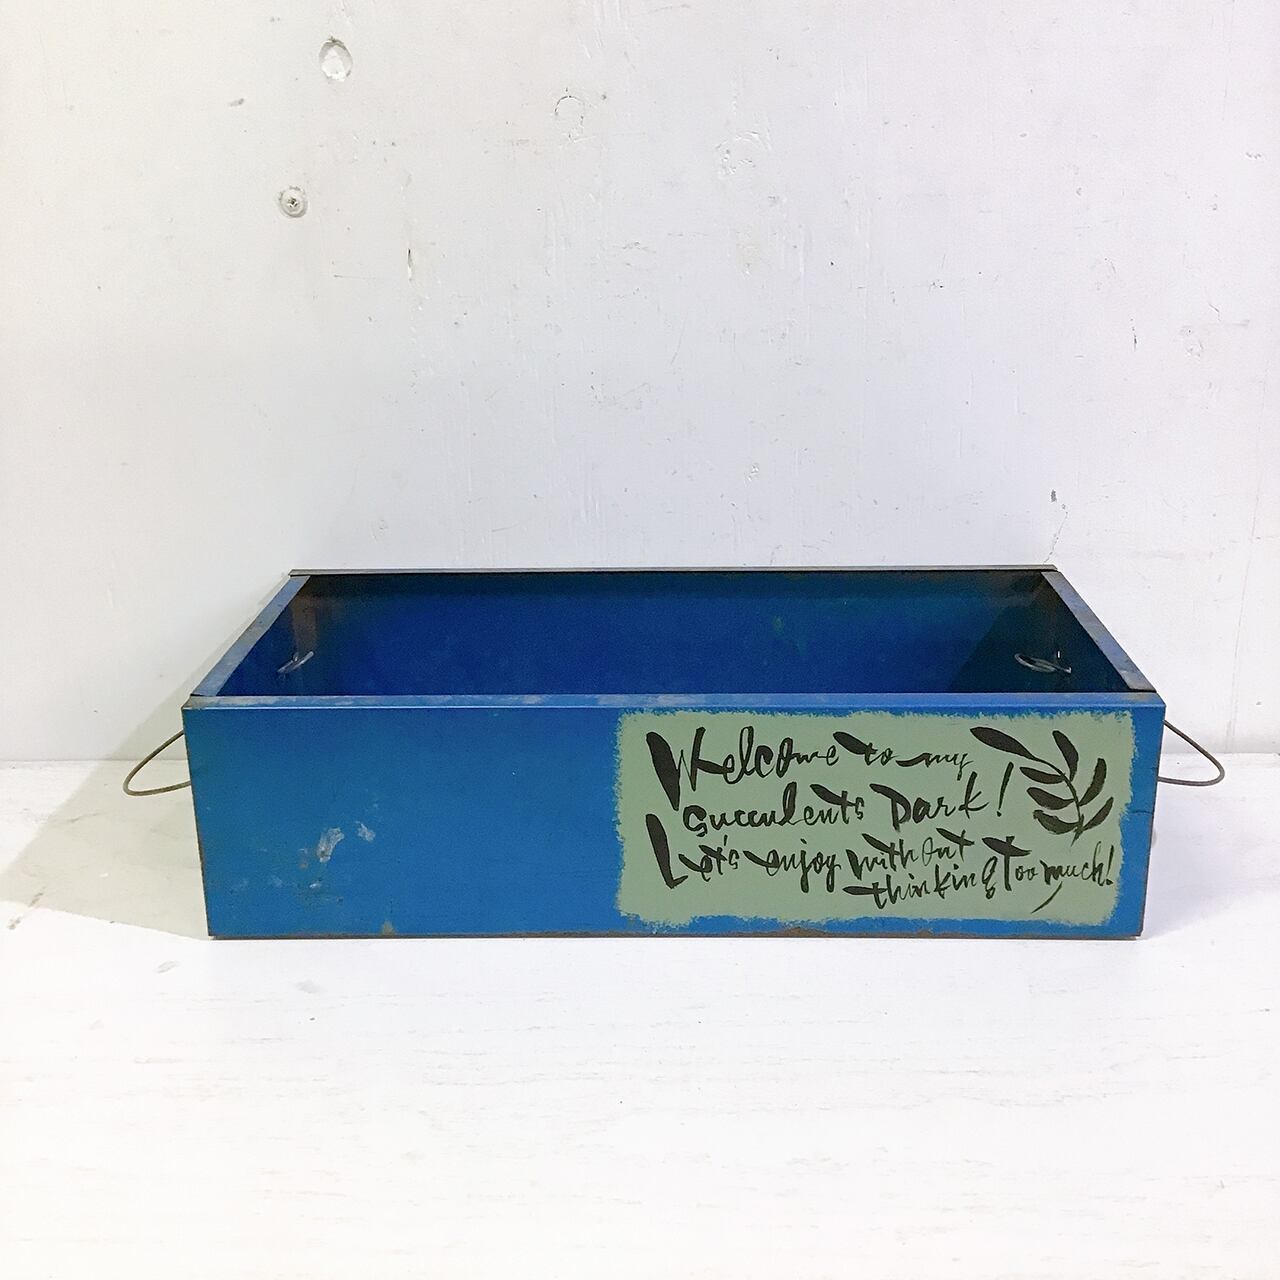 Welcome to my
succulents park!
Let's enjoy without
thinking Too much!